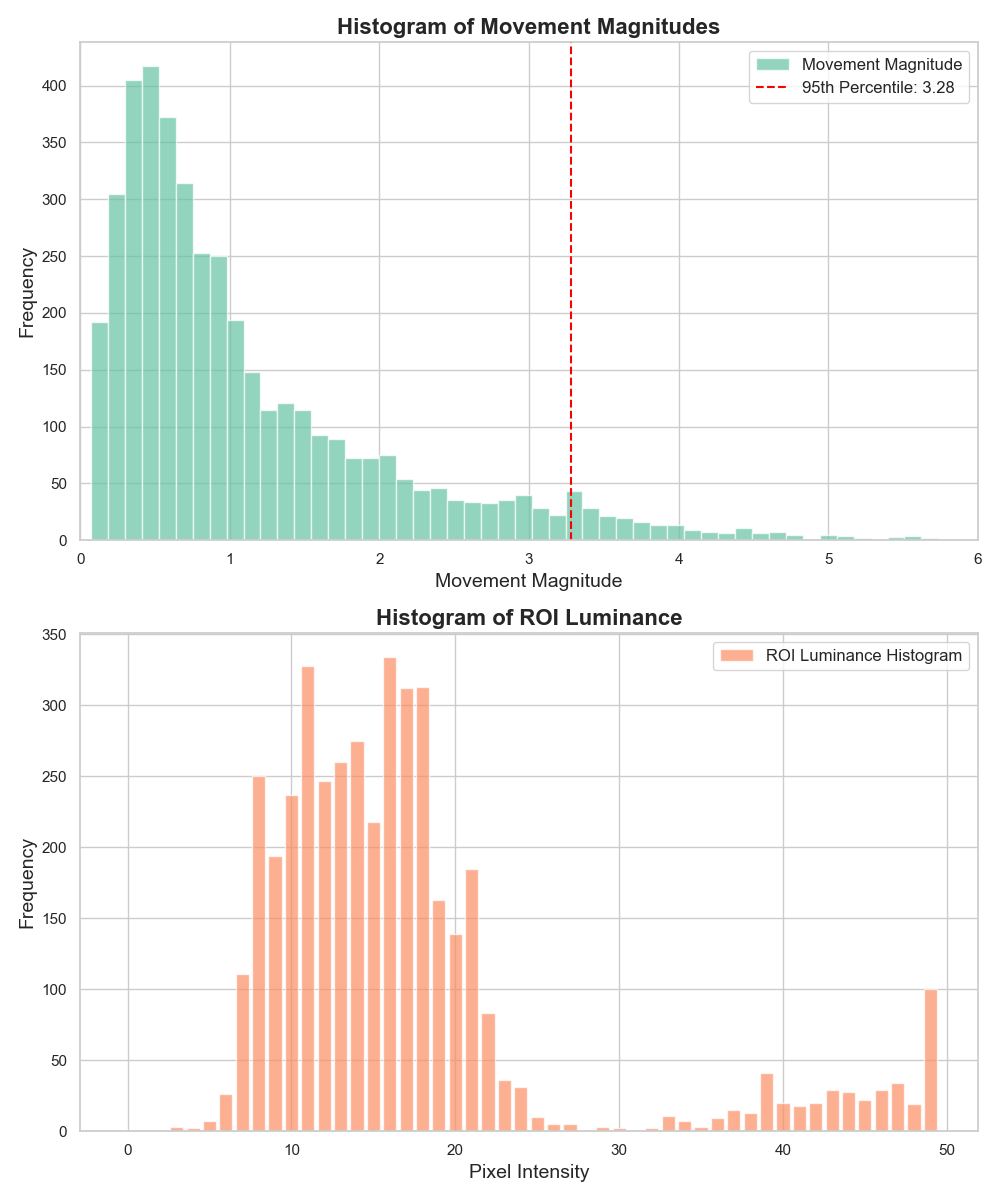 Histogram of Movement Magnitudes
Movement Magnitude
95th Percentile: 3.28
Frequency
400
350
300
250
200
150
100
50
0
0 1 2 3 4 5 6
Movement Magnitude
Histogram of ROI Luminance
ROI Luminance Histogram
Frequency
350
300
250
200
150
100
50
0
0 10 20 30 40 50
Pixel Intensity